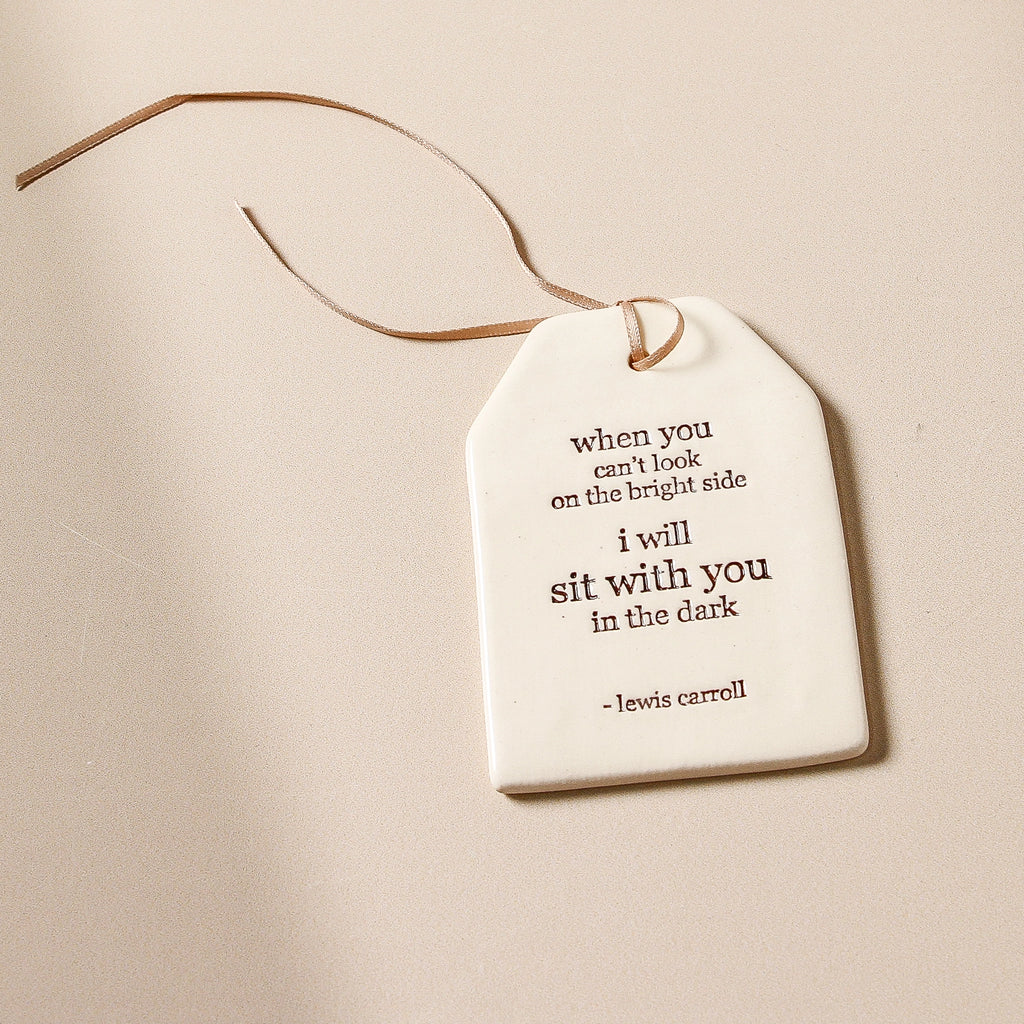 when you
can't look
on the bright side
i will
sit with you
in the dark
- lewis carroll